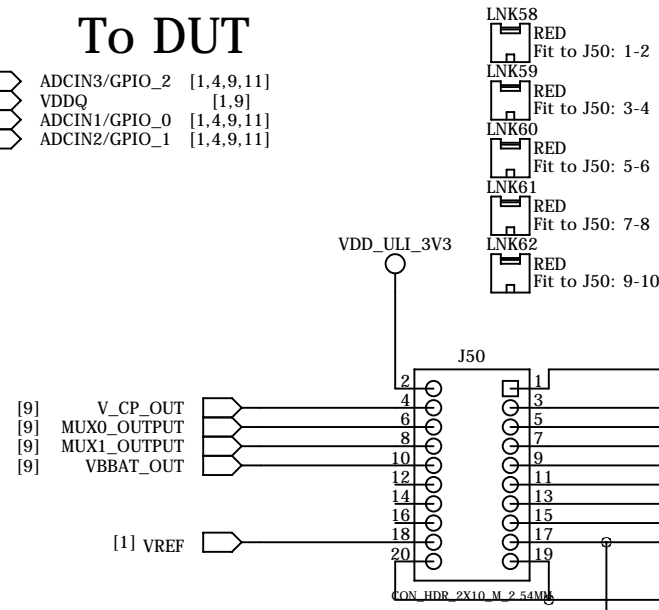 To DUT
ADCIN3/GPIO_2 [1,4,9,11]
VDDQ [1,9]
ADCIN1/GPIO_0 [1,4,9,11]
ADCIN2/GPIO_1 [1,4,9,11]
LNK58
RED
Fit to J50: 1-2
LNK59
RED
Fit to J50: 3-4
LNK60
RED
Fit to J50: 5-6
LNK61
RED
Fit to J50: 7-8
LNK62
RED
Fit to J50: 9-10
VDD_ULI_3V3
J50
2 1
[9] V_CP_OUT 4 3
[9] MUX0_OUTPUT 6 5
[9] MUX1_OUTPUT 8 7
[9] VBBAT_OUT 10 9
12 11
14 13
16 15
[1] VREF 18 17
20 19
CON_HDR_2X10_M_2.54MM